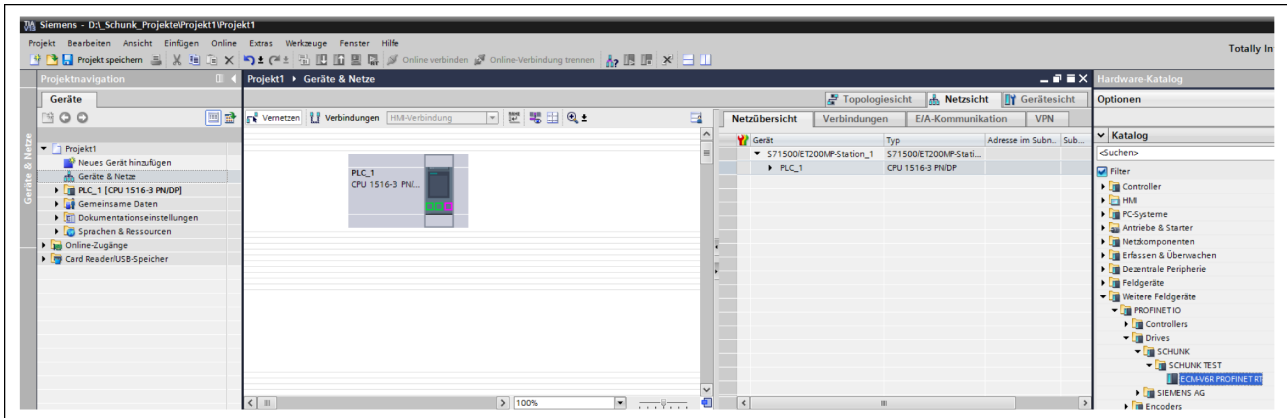 Siemens - D:\_Schunk_Projekte\Projekt1\Projekt1
Projekt Bearbeiten Ansicht Einfügen Online Extras Werkzeuge Fenster Hilfe
Totally In
Projekt speichern Online verbinden Online-Verbindung trennen
Projektnavigation
Projekt1 Geräte & Netze
Hardware-Katalog
Geräte
Topologiesicht Netzsicht Gerätesicht
Optionen
Vernetzen Verbindungen HMI-Verbindung
Netzübersicht Verbindungen E/A-Kommunikation VPN
Geräte & Netze
Projekt1
Neues Gerät hinzufügen
Geräte & Netze
PLC_1 [CPU 1516-3 PN/DP]
Gemeinsame Daten
Dokumentationseinstellungen
Sprachen & Ressourcen
Online-Zugänge
Card Reader/USB-Speicher
PLC_1
CPU 1516-3 PN/...
100%
Gerät Typ Adresse im Subn... Sub...
S71500/ET200MP-Station_1 S71500/ET200MP-Stati...
PLC_1 CPU 1516-3 PN/DP
Katalog
<Suchen>
Filter
Controller
HMI
PC-Systeme
Antriebe & Starter
Netzkomponenten
Erfassen & Überwachen
Dezentrale Peripherie
Feldgeräte
Weitere Feldgeräte
PROFINET IO
Controllers
Drives
SCHUNK
SCHUNK TEST
ECM-V6R PROFINET RT
SIEMENS AG
Encoders